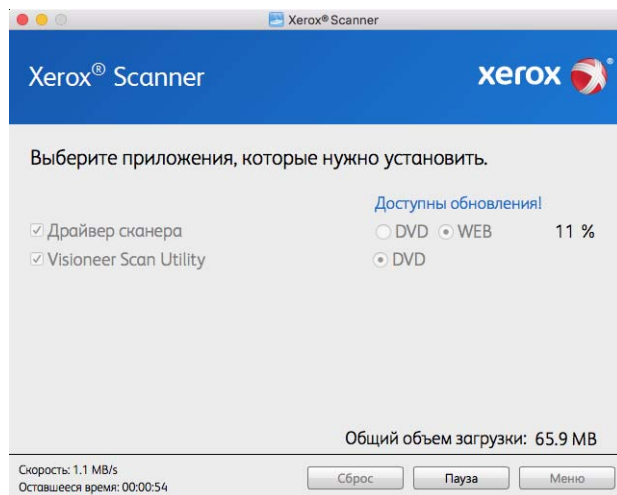 Xerox® Scanner
Xerox® Scanner
xerox ®
Выберите приложения, которые нужно установить.
Доступны обновления!
Драйвер сканера DVD WEB 11 %
Visioneer Scan Utility DVD
Общий объем загрузки: 65.9 MB
Скорость: 1.1 MB/s
Оставшееся время: 00:00:54
Сброс Пауза Меню